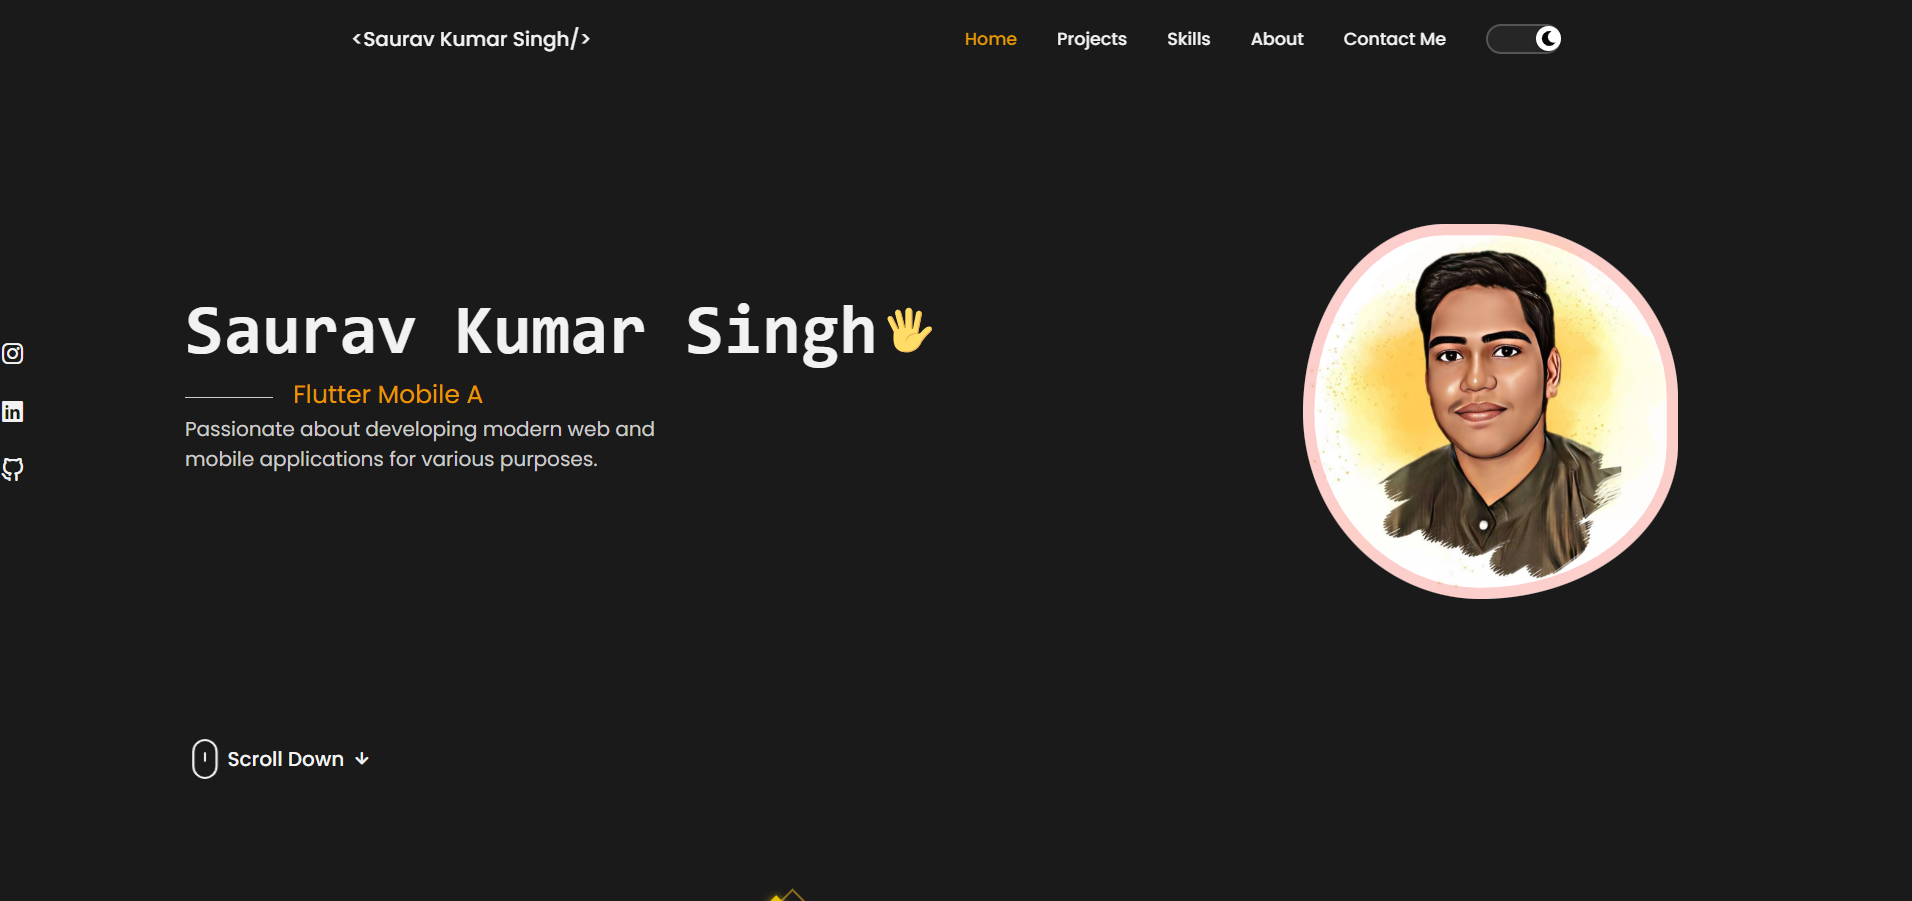 <Saurav Kumar Singh/>
Home Projects Skills About Contact Me
Saurav Kumar Singh👋
Flutter Mobile A
Passionate about developing modern web and
mobile applications for various purposes.
in
Scroll Down ↓